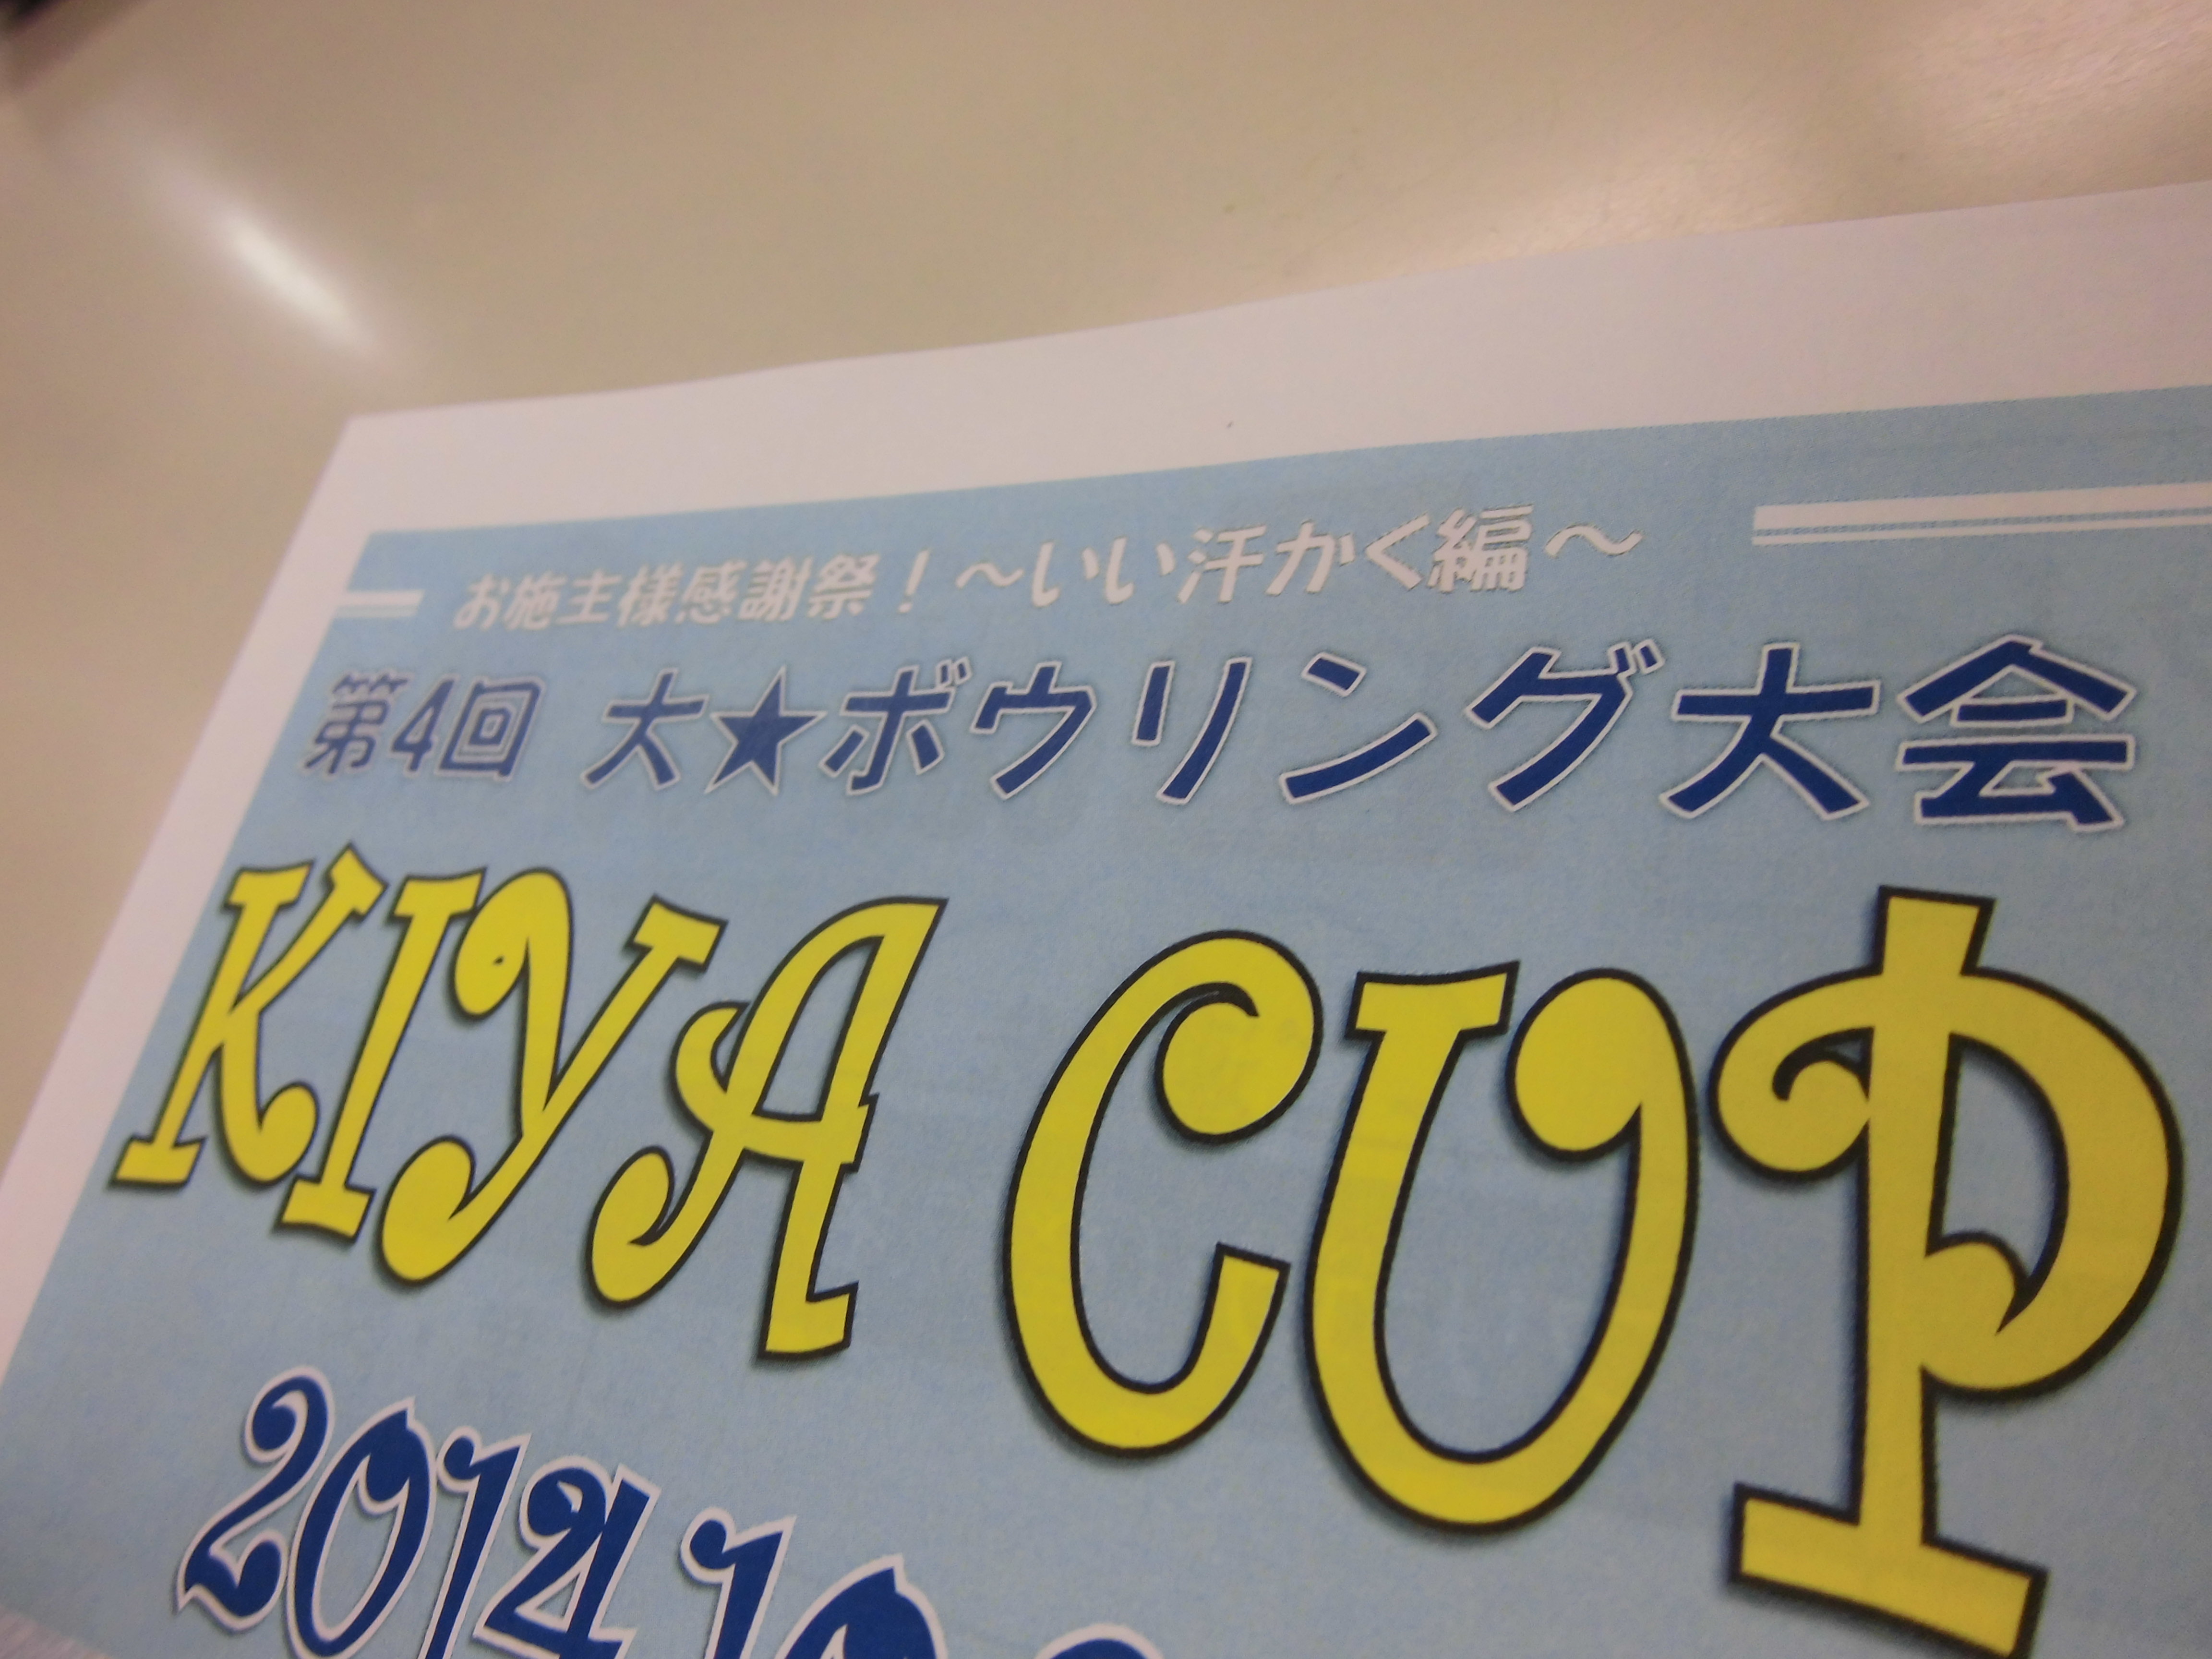 お施主様感謝祭!~いい汗かく編~
第4回 大★ボウリング大会
KIYA CUP
2014.10